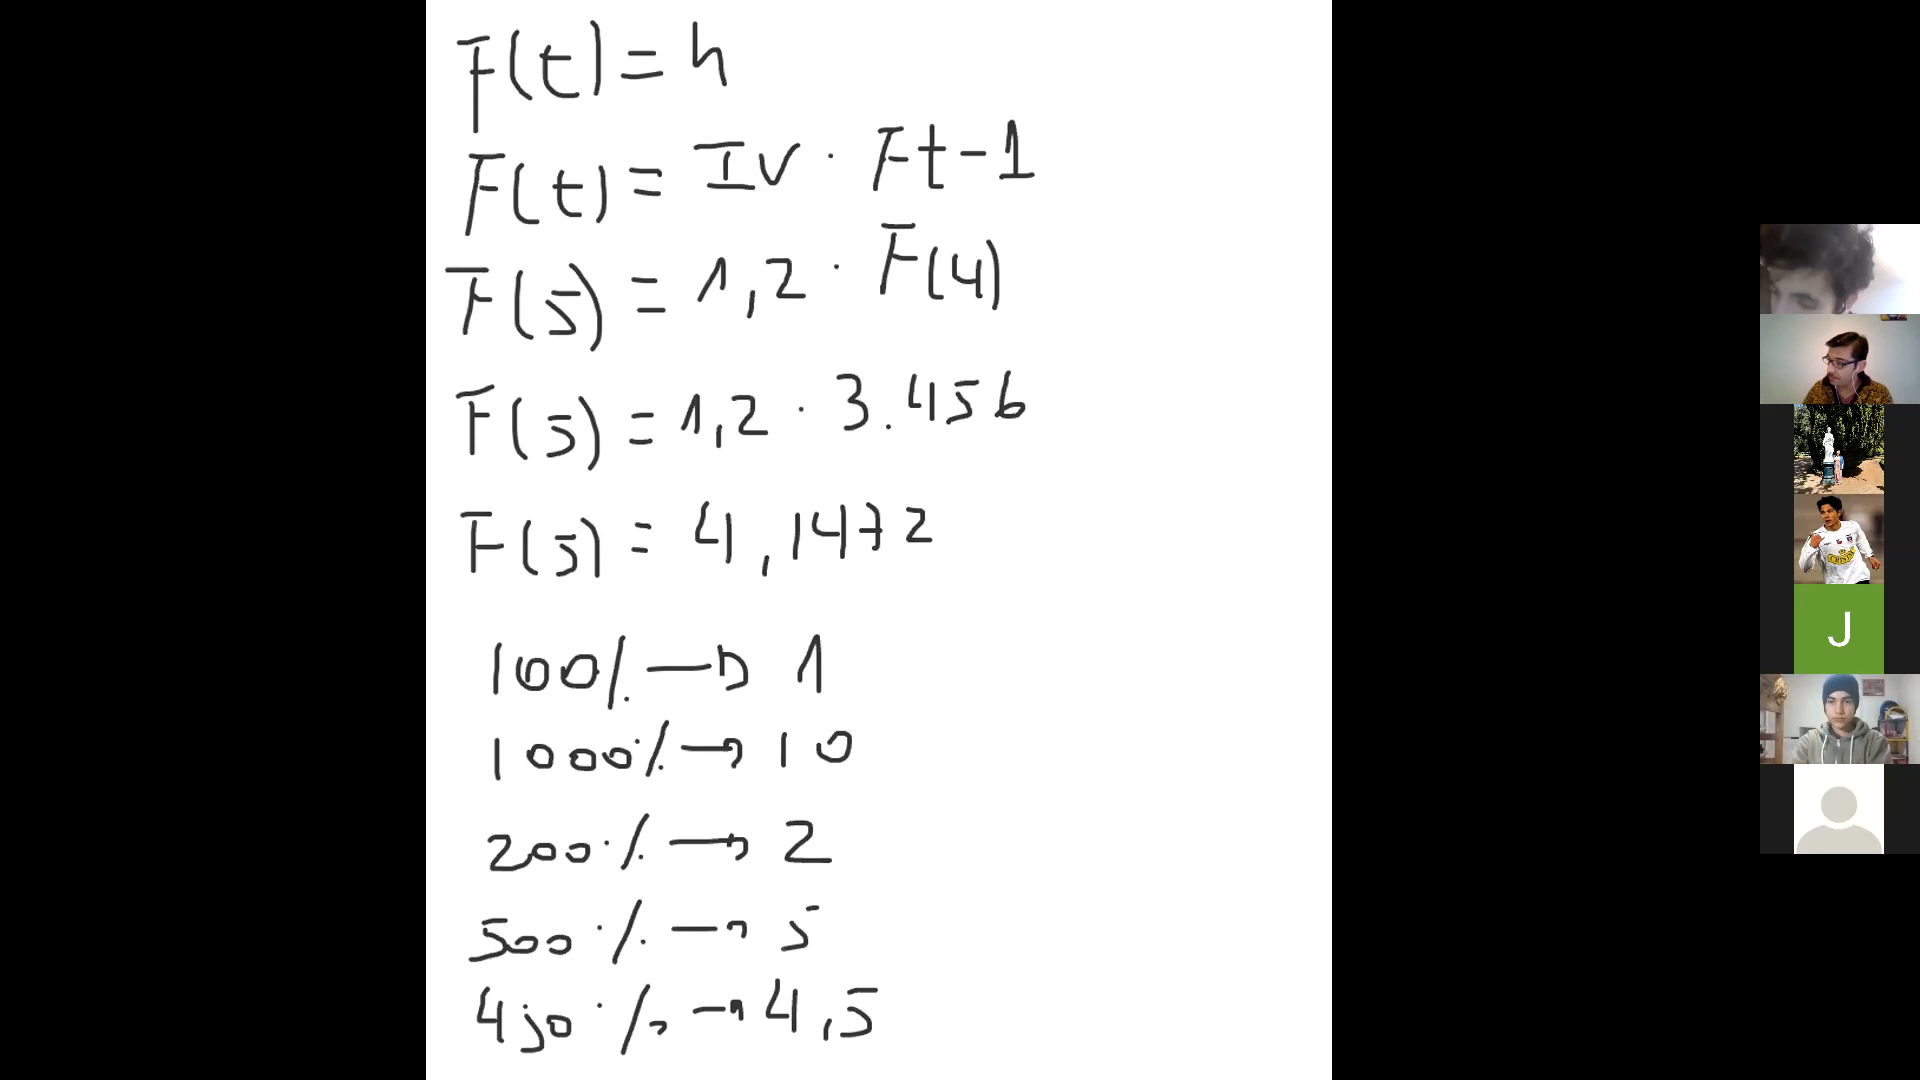 F(t) = h
F(t) = IV · Ft-1
F(5) = 1,2 · F(4)
F(5) = 1,2 · 3.456
F(5) = 4,1472
100% → 1
1000% → 10
200% → 2
500% → 5
450% → 4,5
CRISTAL
J